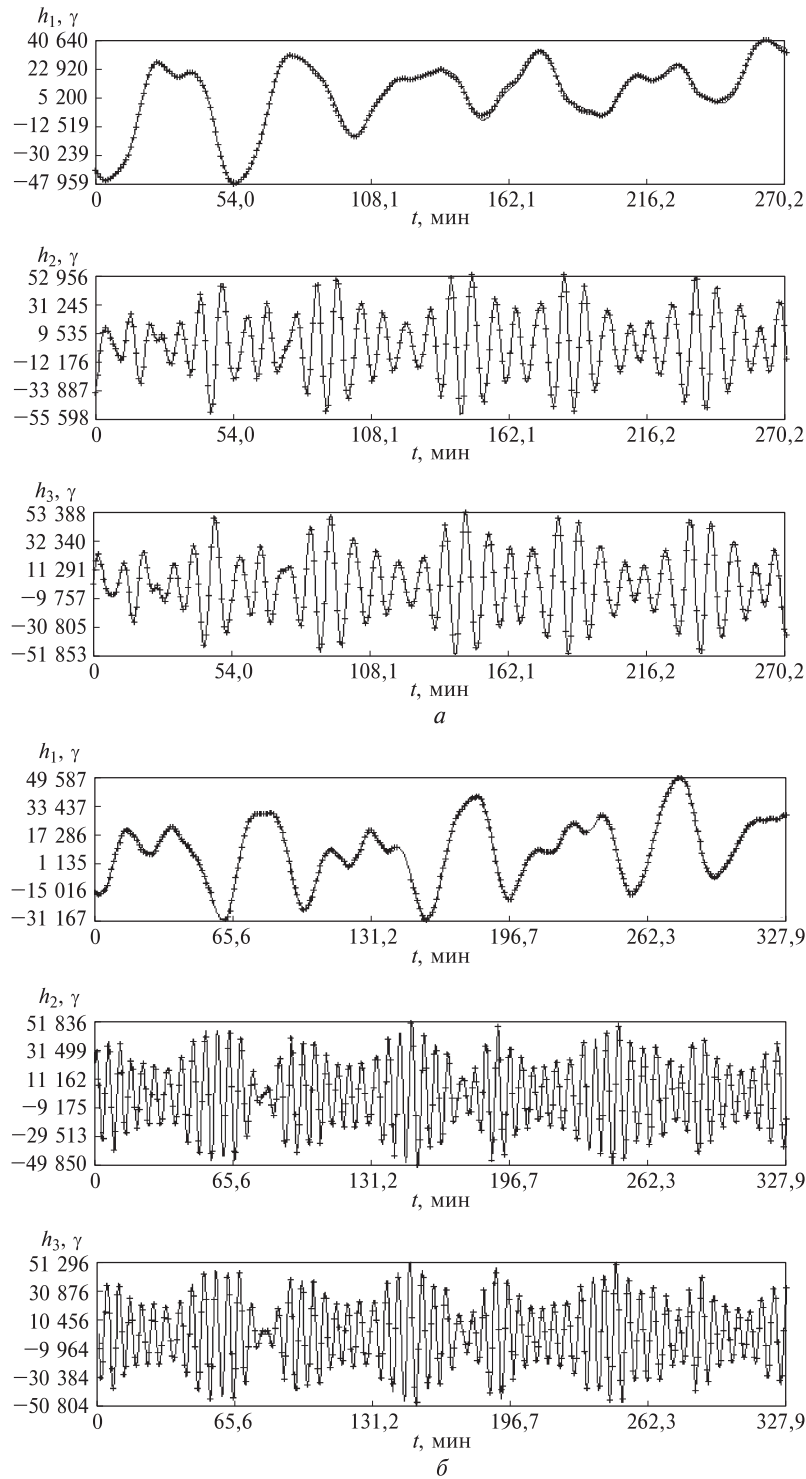 h₁, γ
40 640
22 920
5 200
−12 519
−30 239
−47 959
0 54,0 108,1 162,1 216,2 270,2
t, мин
h₂, γ
52 956
31 245
9 535
−12 176
−33 887
−55 598
0 54,0 108,1 162,1 216,2 270,2
t, мин
h₃, γ
53 388
32 340
11 291
−9 757
−30 805
−51 853
0 54,0 108,1 162,1 216,2 270,2
t, мин
а
h₁, γ
49 587
33 437
17 286
1 135
−15 016
−31 167
0 65,6 131,2 196,7 262,3 327,9
t, мин
h₂, γ
51 836
31 499
11 162
−9 175
−29 513
−49 850
0 65,6 131,2 196,7 262,3 327,9
t, мин
h₃, γ
51 296
30 876
10 456
−9 964
−30 384
−50 804
0 65,6 131,2 196,7 262,3 327,9
t, мин
б